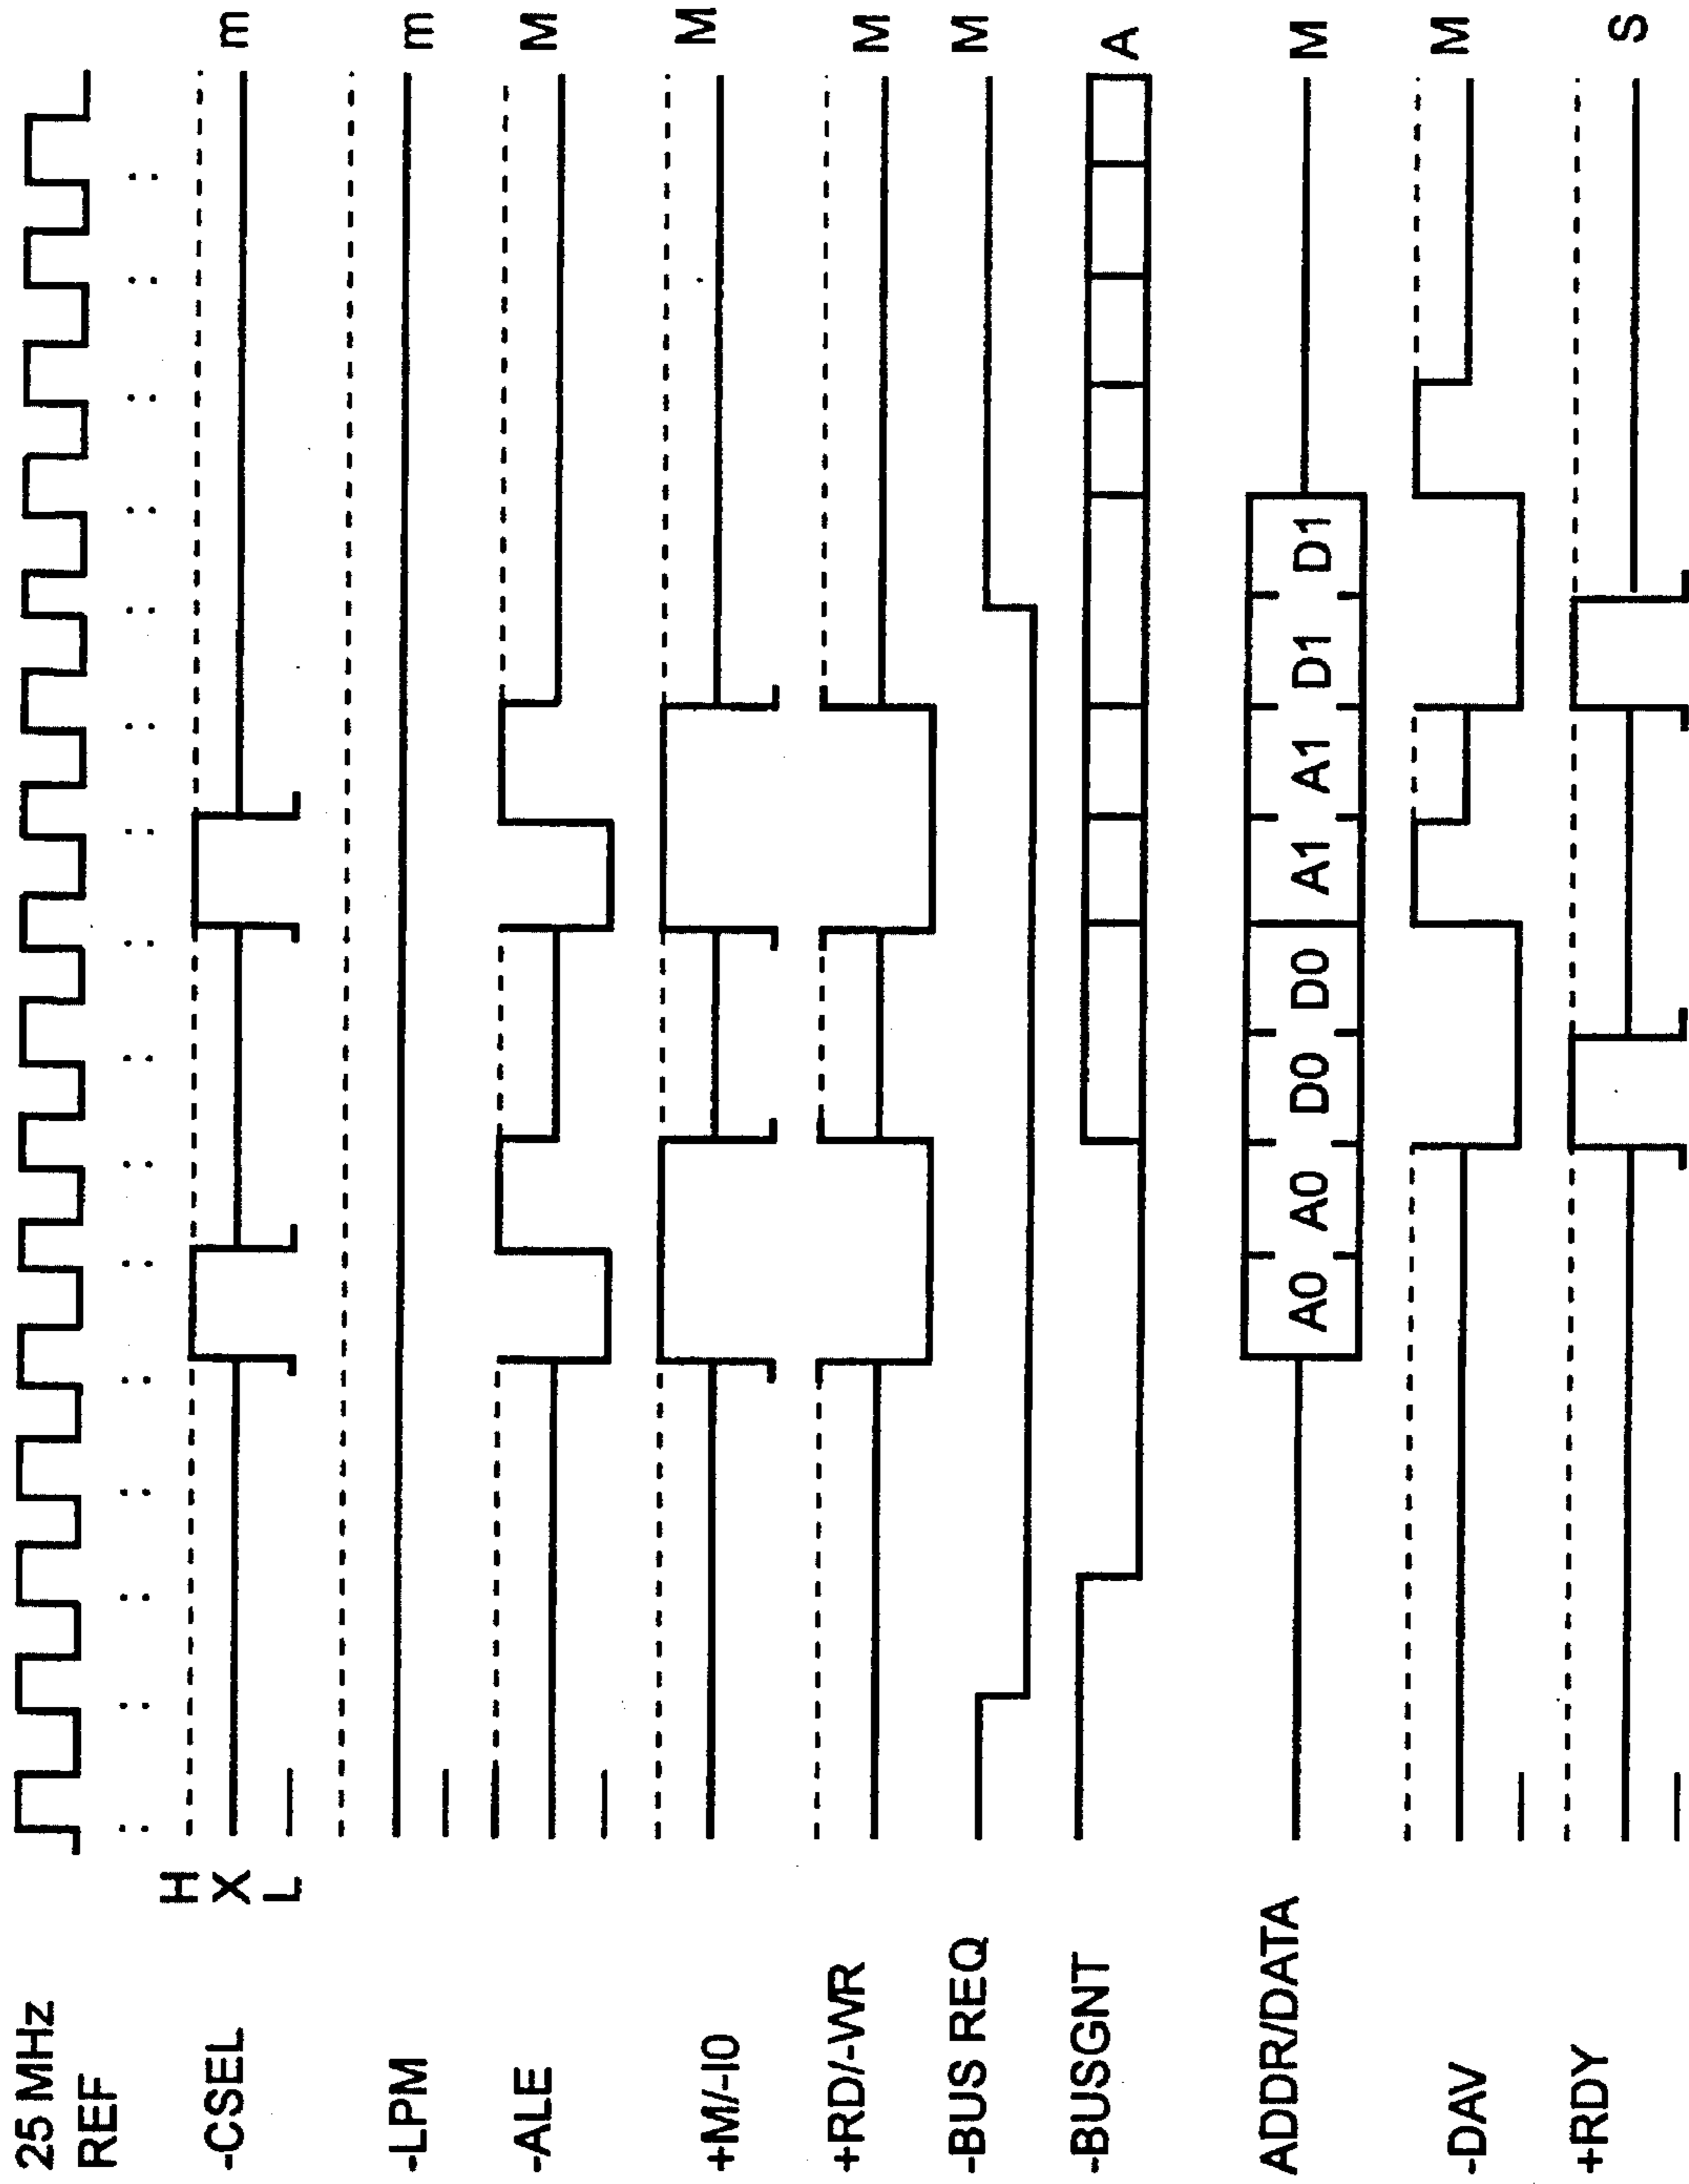 25 MHz
REF
H
X
L
-CSEL
m
-LPM
m
-ALE
M
+M/-I0
M
+RD/-WR
M
-BUS REQ
M
-BUSGNT
A
ADDR/DATA
A0 A0 D0 D0 A1 A1 D1 D1
M
-DAV
M
+RDY
S